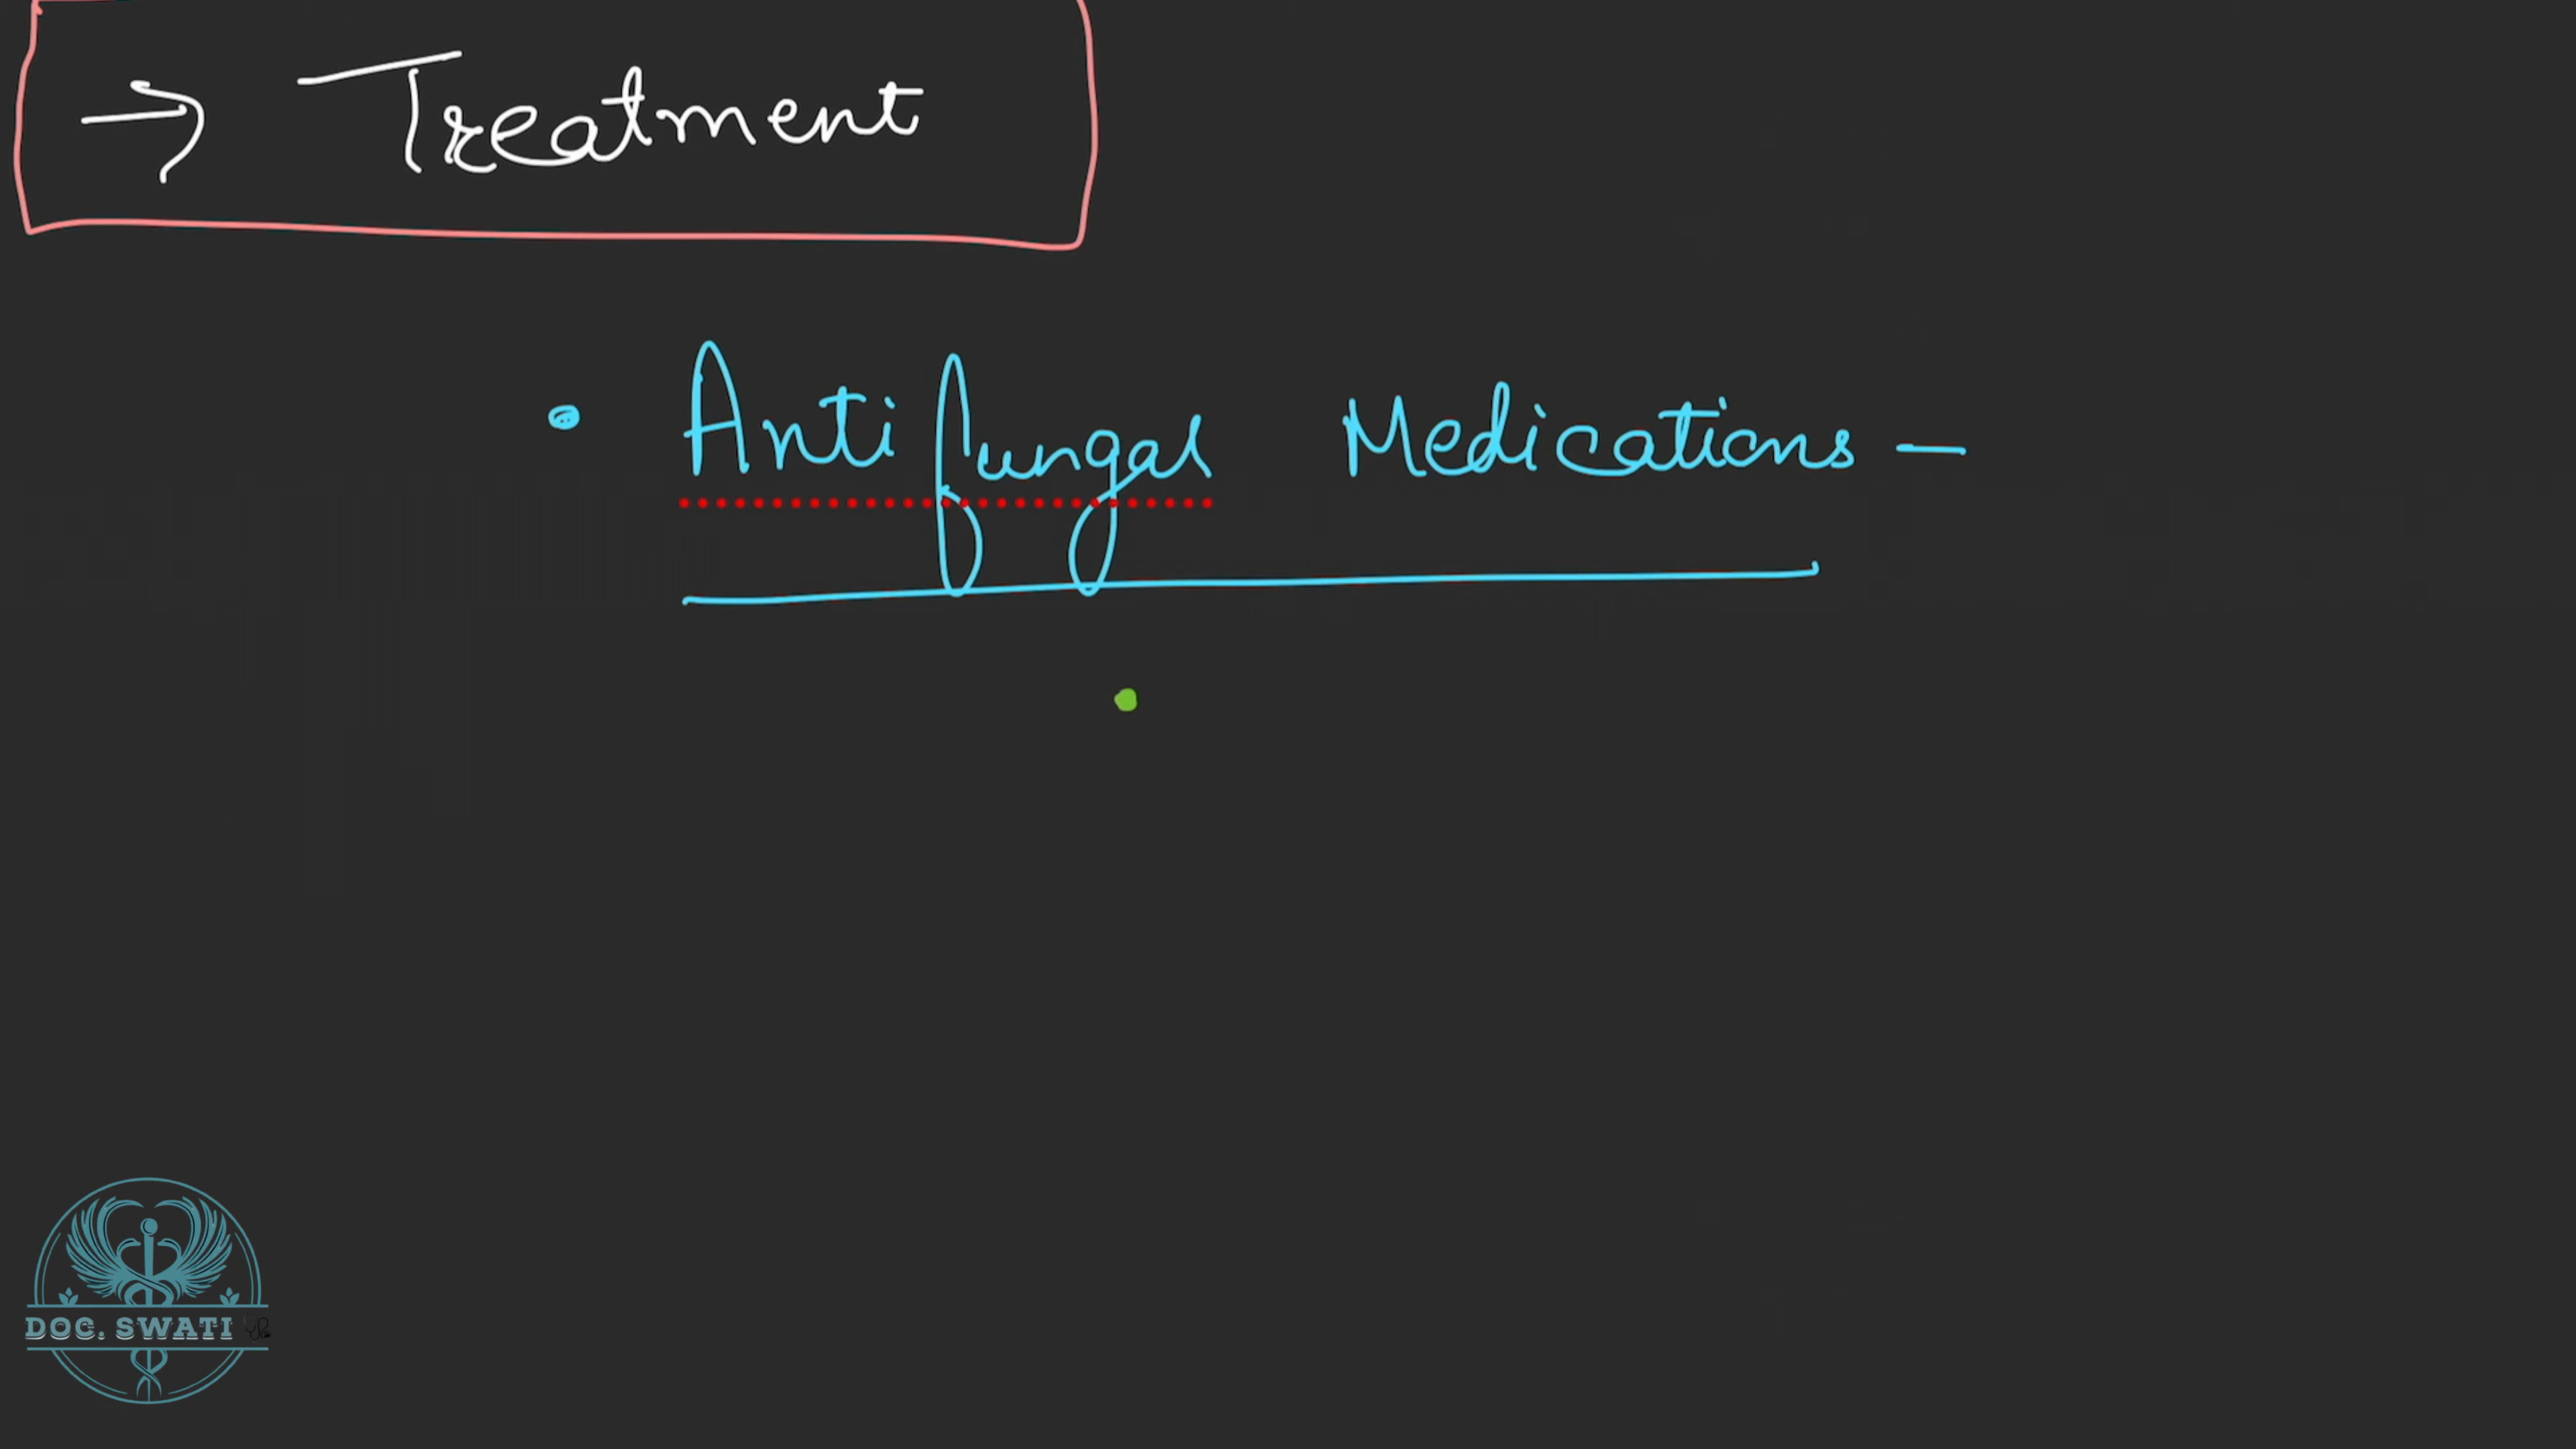 → Treatment
• Antifungal Medications -
•
DOC. SWATI